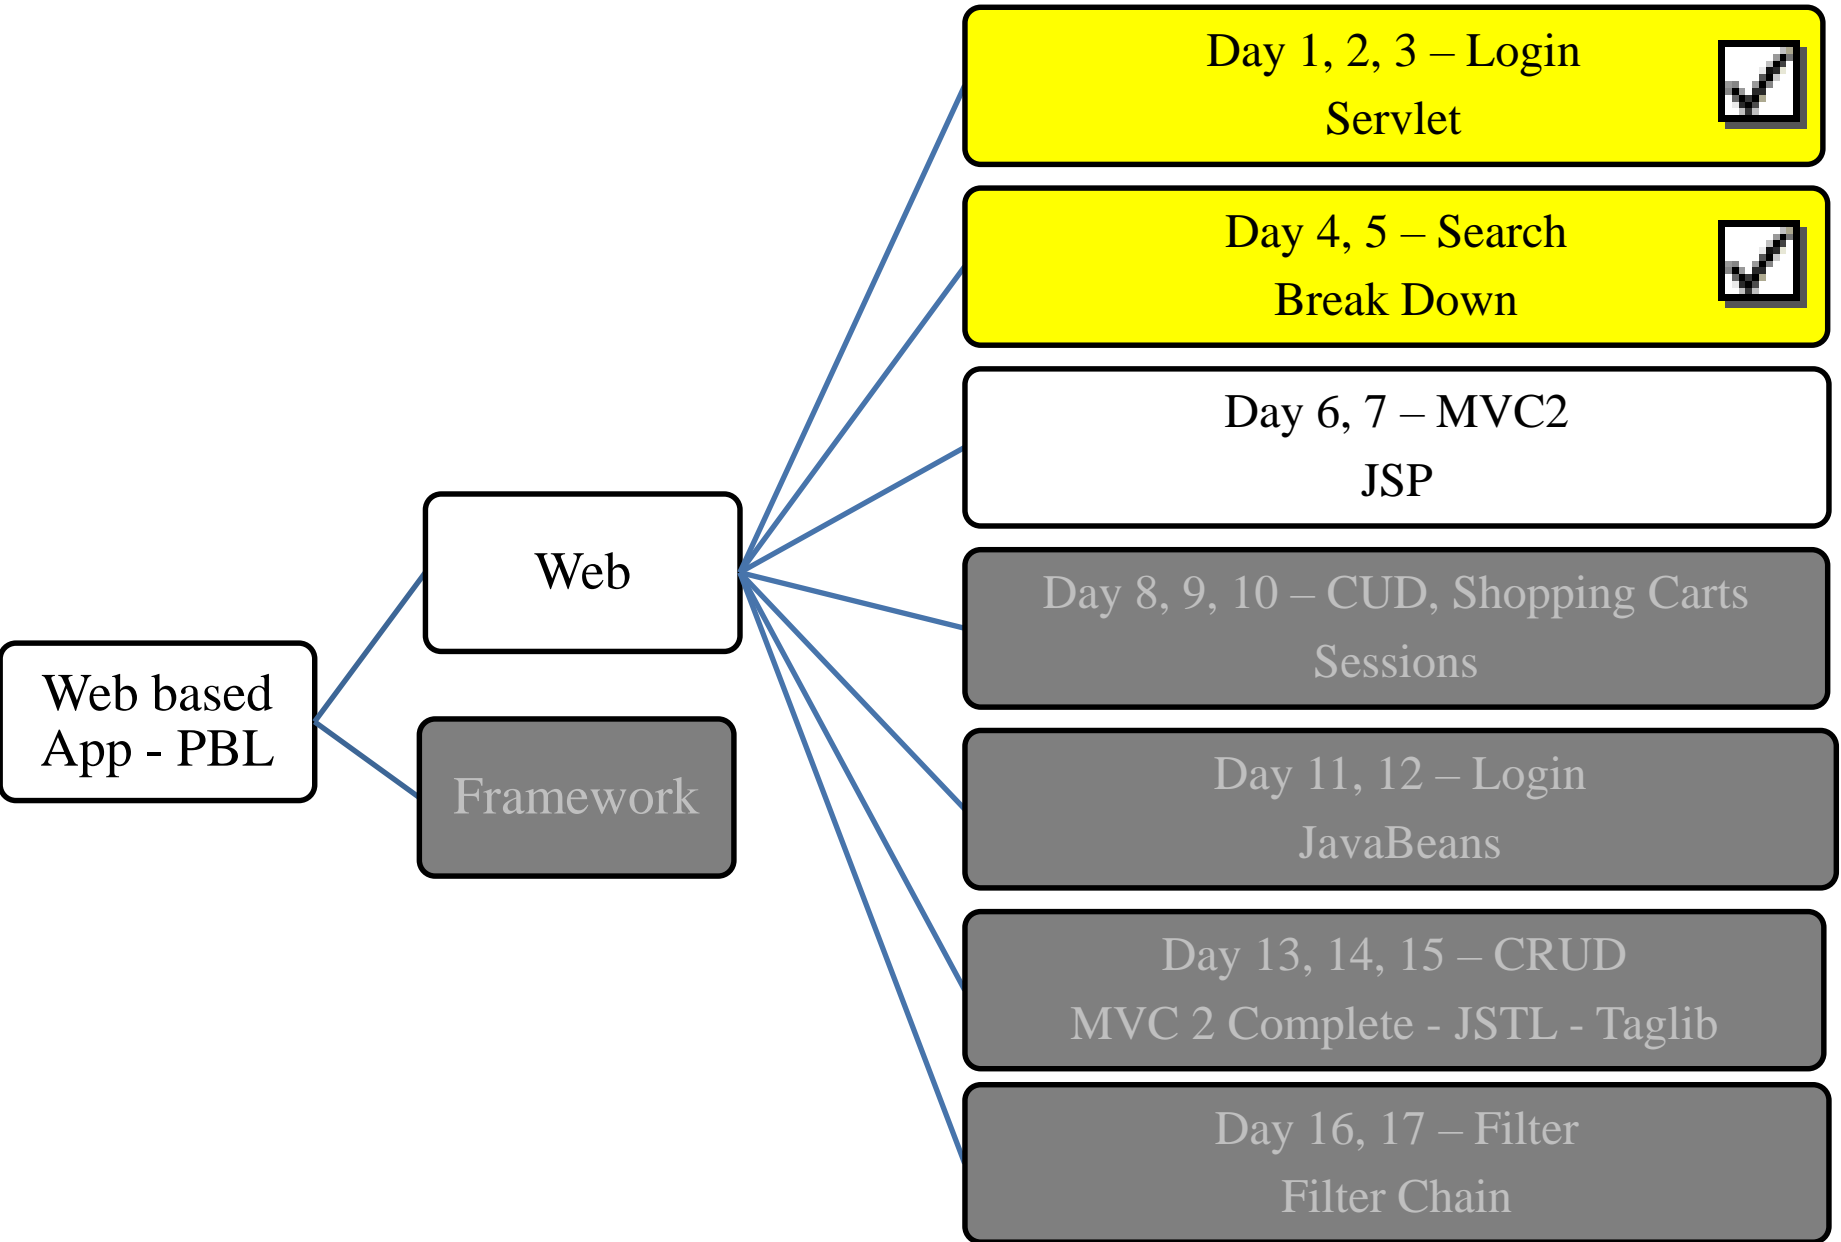 Day 1, 2, 3 – Login
Servlet
Day 4, 5 – Search
Break Down
Day 6, 7 – MVC2
JSP
Web
Day 8, 9, 10 – CUD, Shopping Carts
Sessions
Web based
App - PBL
Framework
Day 11, 12 – Login
JavaBeans
Day 13, 14, 15 – CRUD
MVC 2 Complete - JSTL - Taglib
Day 16, 17 – Filter
Filter Chain